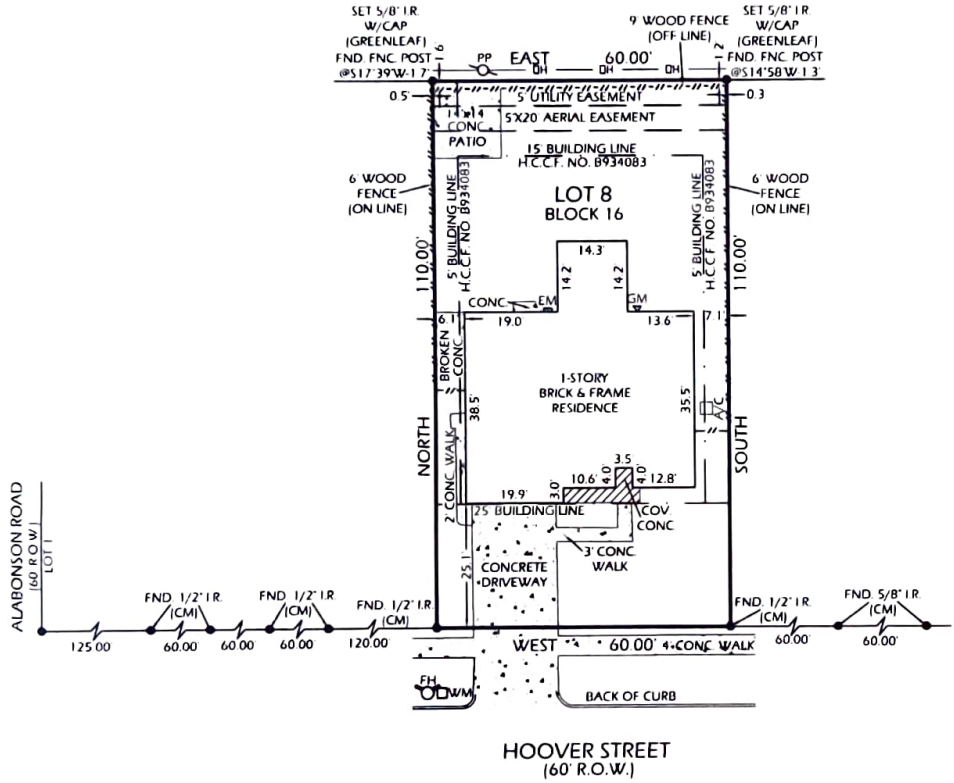 SET 5/8" I.R.
W/CAP
(GREENLEAF)
FND. FNC. POST
@S17°39'W-1.7'
1.6
PP
EAST 60.00'
OH OH OH
9' WOOD FENCE
(OFF LINE)
1.2
SET 5/8" I.R.
W/CAP
(GREENLEAF)
FND. FNC. POST
@S14°58'W-1.3'
0.5'
5' UTILITY EASEMENT
0.3
14'x14'
CONC.
PATIO
5'X20' AERIAL EASEMENT
15' BUILDING LINE
H.C.C.F. NO. B934083
6' WOOD
FENCE
(ON LINE)
5' BUILDING LINE
H.C.C.F. NO. B934083
LOT 8
BLOCK 16
5' BUILDING LINE
H.C.C.F. NO. B934083
6' WOOD
FENCE
(ON LINE)
110.00'
14.3'
14.2'
14.2'
110.00'
CONC.
EM
GM
6.1'
19.0
13.6'
7.1'
BROKEN
CONC.
1-STORY
BRICK & FRAME
RESIDENCE
38.5'
35.5'
A/C
NORTH
SOUTH
2' CONC. WALK
3.5'
10.6'
4.0'
4.0'
12.8'
19.9'
3.0'
25' BUILDING LINE
COV.
CONC.
3' CONC.
WALK
25.1'
CONCRETE
DRIVEWAY
ALABONSON ROAD
(60' R.O.W.)
LOT 1
FND. 1/2" I.R.
(CM)
FND. 1/2" I.R.
(CM)
FND. 1/2" I.R.
(CM)
FND. 1/2" I.R.
(CM)
FND. 5/8" I.R.
(CM)
125.00'
60.00'
60.00'
60.00'
120.00'
WEST 60.00'
4' CONC. WALK
60.00'
60.00'
FH
WM
BACK OF CURB
HOOVER STREET
(60' R.O.W.)